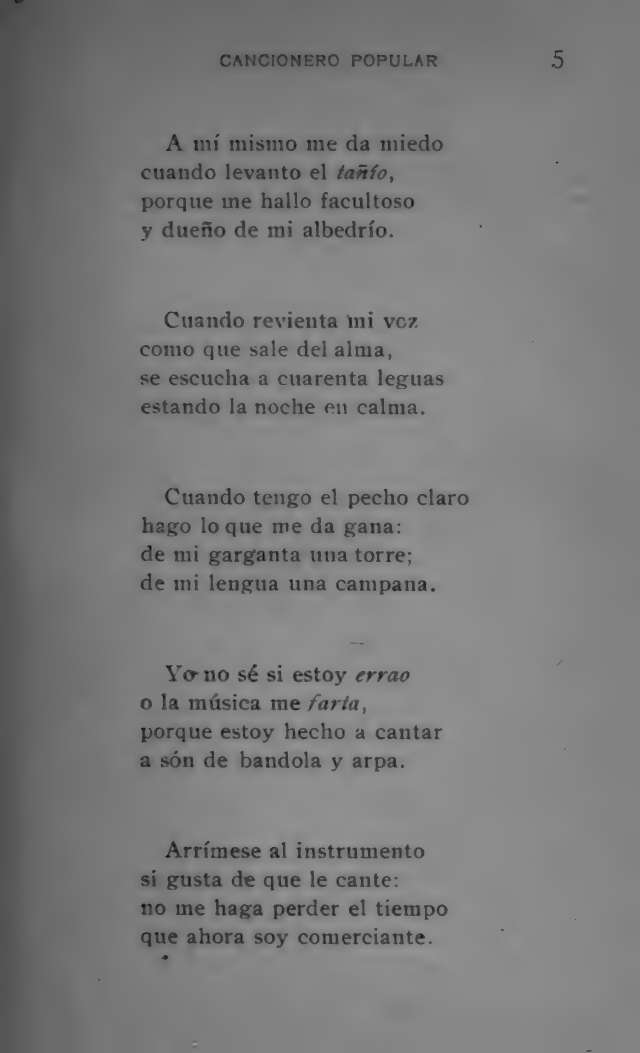 CANCIONERO POPULAR 5
A mí mismo me da miedo
cuando levanto el tañío,
porque me hallo facultoso
y dueño de mi albedrío.
Cuando revienta mi voz
como que sale del alma,
se escucha a cuarenta leguas
estando la noche en calma.
Cuando tengo el pecho claro
hago lo que me da gana:
de mi garganta una torre;
de mi lengua una campana.
Yo no sé si estoy errao
o la música me farta,
porque estoy hecho a cantar
a són de bandola y arpa.
Arrímese al instrumento
si gusta de que le cante:
no me haga perder el tiempo
que ahora soy comerciante.